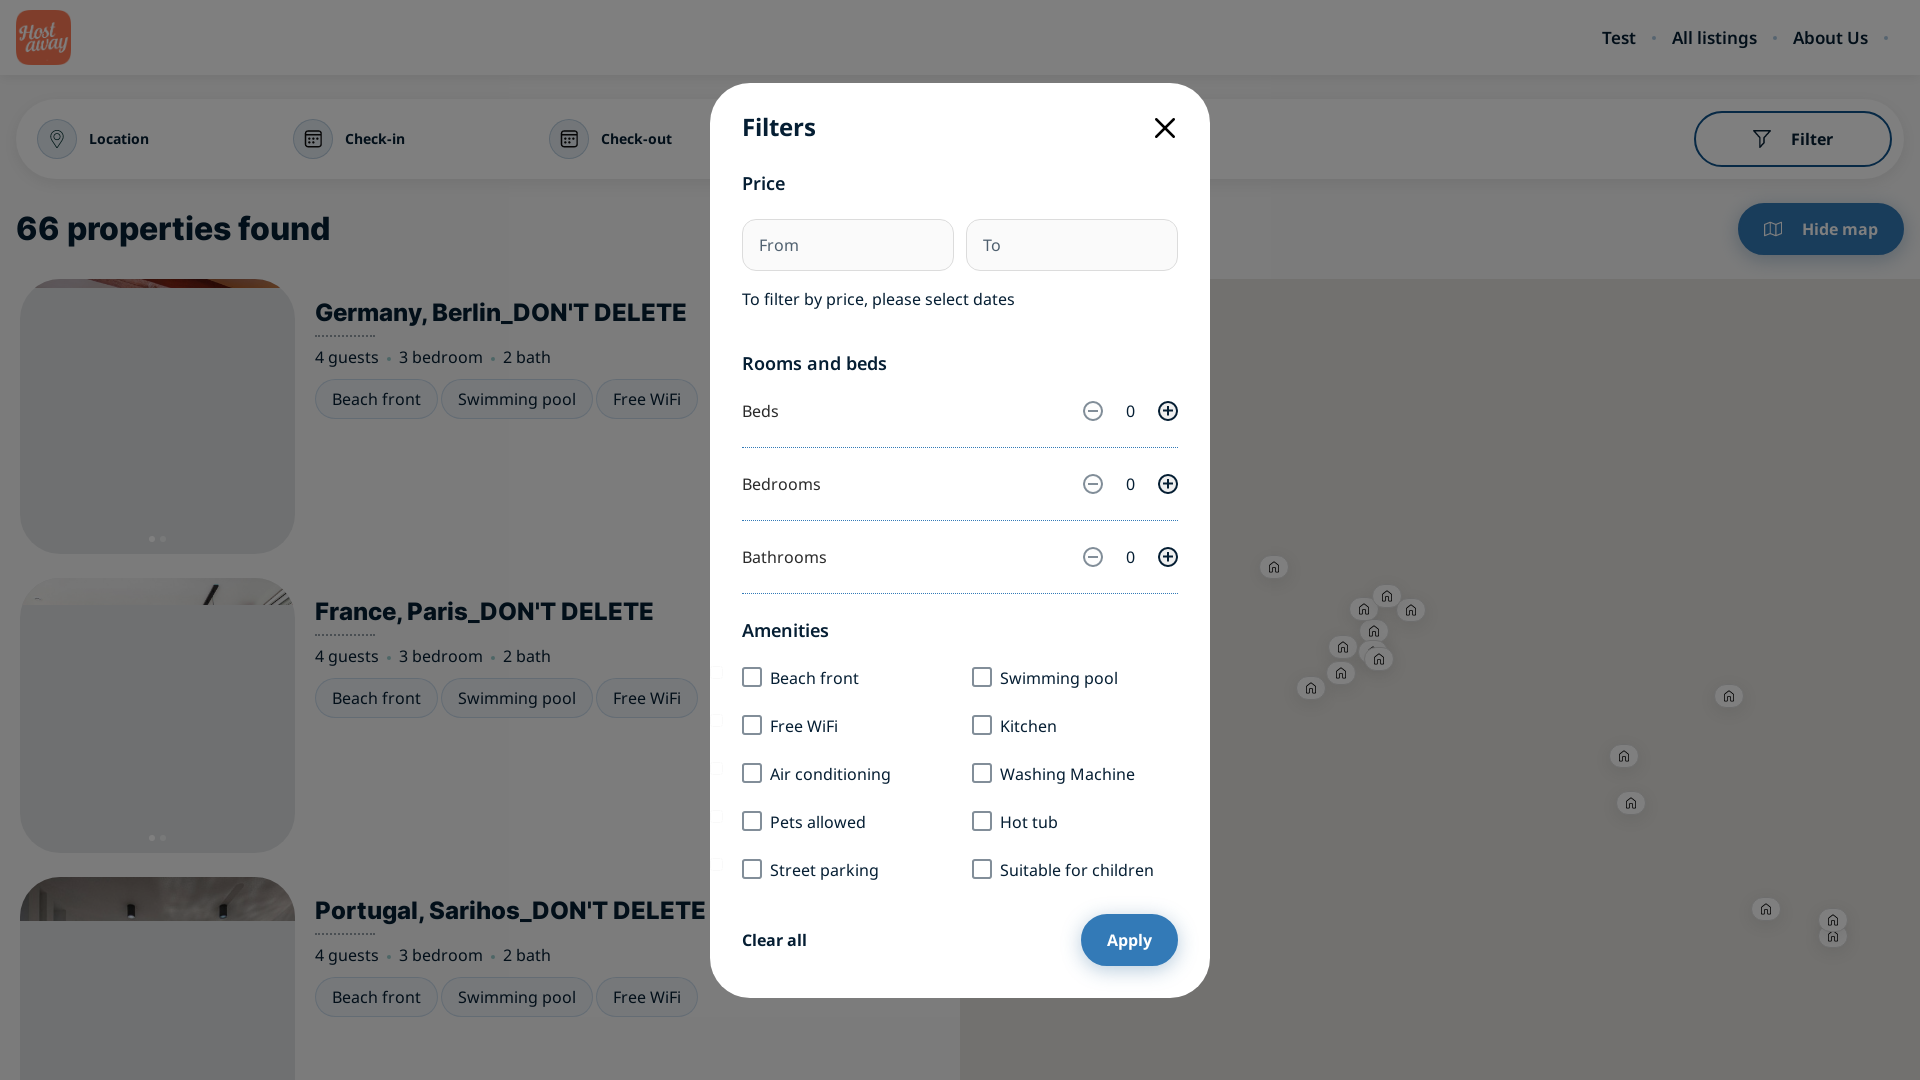 Host
away
Test
All listings
About Us
Location
Check-in
Check-out
Filter
66 properties found
Hide map
Germany, Berlin_DON'T DELETE
4 guests 3 bedroom 2 bath
Beach front
Swimming pool
Free WiFi
France, Paris_DON'T DELETE
4 guests 3 bedroom 2 bath
Beach front
Swimming pool
Free WiFi
Portugal, Sarihos_DON'T DELETE
4 guests 3 bedroom 2 bath
Beach front
Swimming pool
Free WiFi
Filters
Price
From
To
To filter by price, please select dates
Rooms and beds
Beds 0
Bedrooms 0
Bathrooms 0
Amenities
Beach front
Swimming pool
Free WiFi
Kitchen
Air conditioning
Washing Machine
Pets allowed
Hot tub
Street parking
Suitable for children
Clear all
Apply